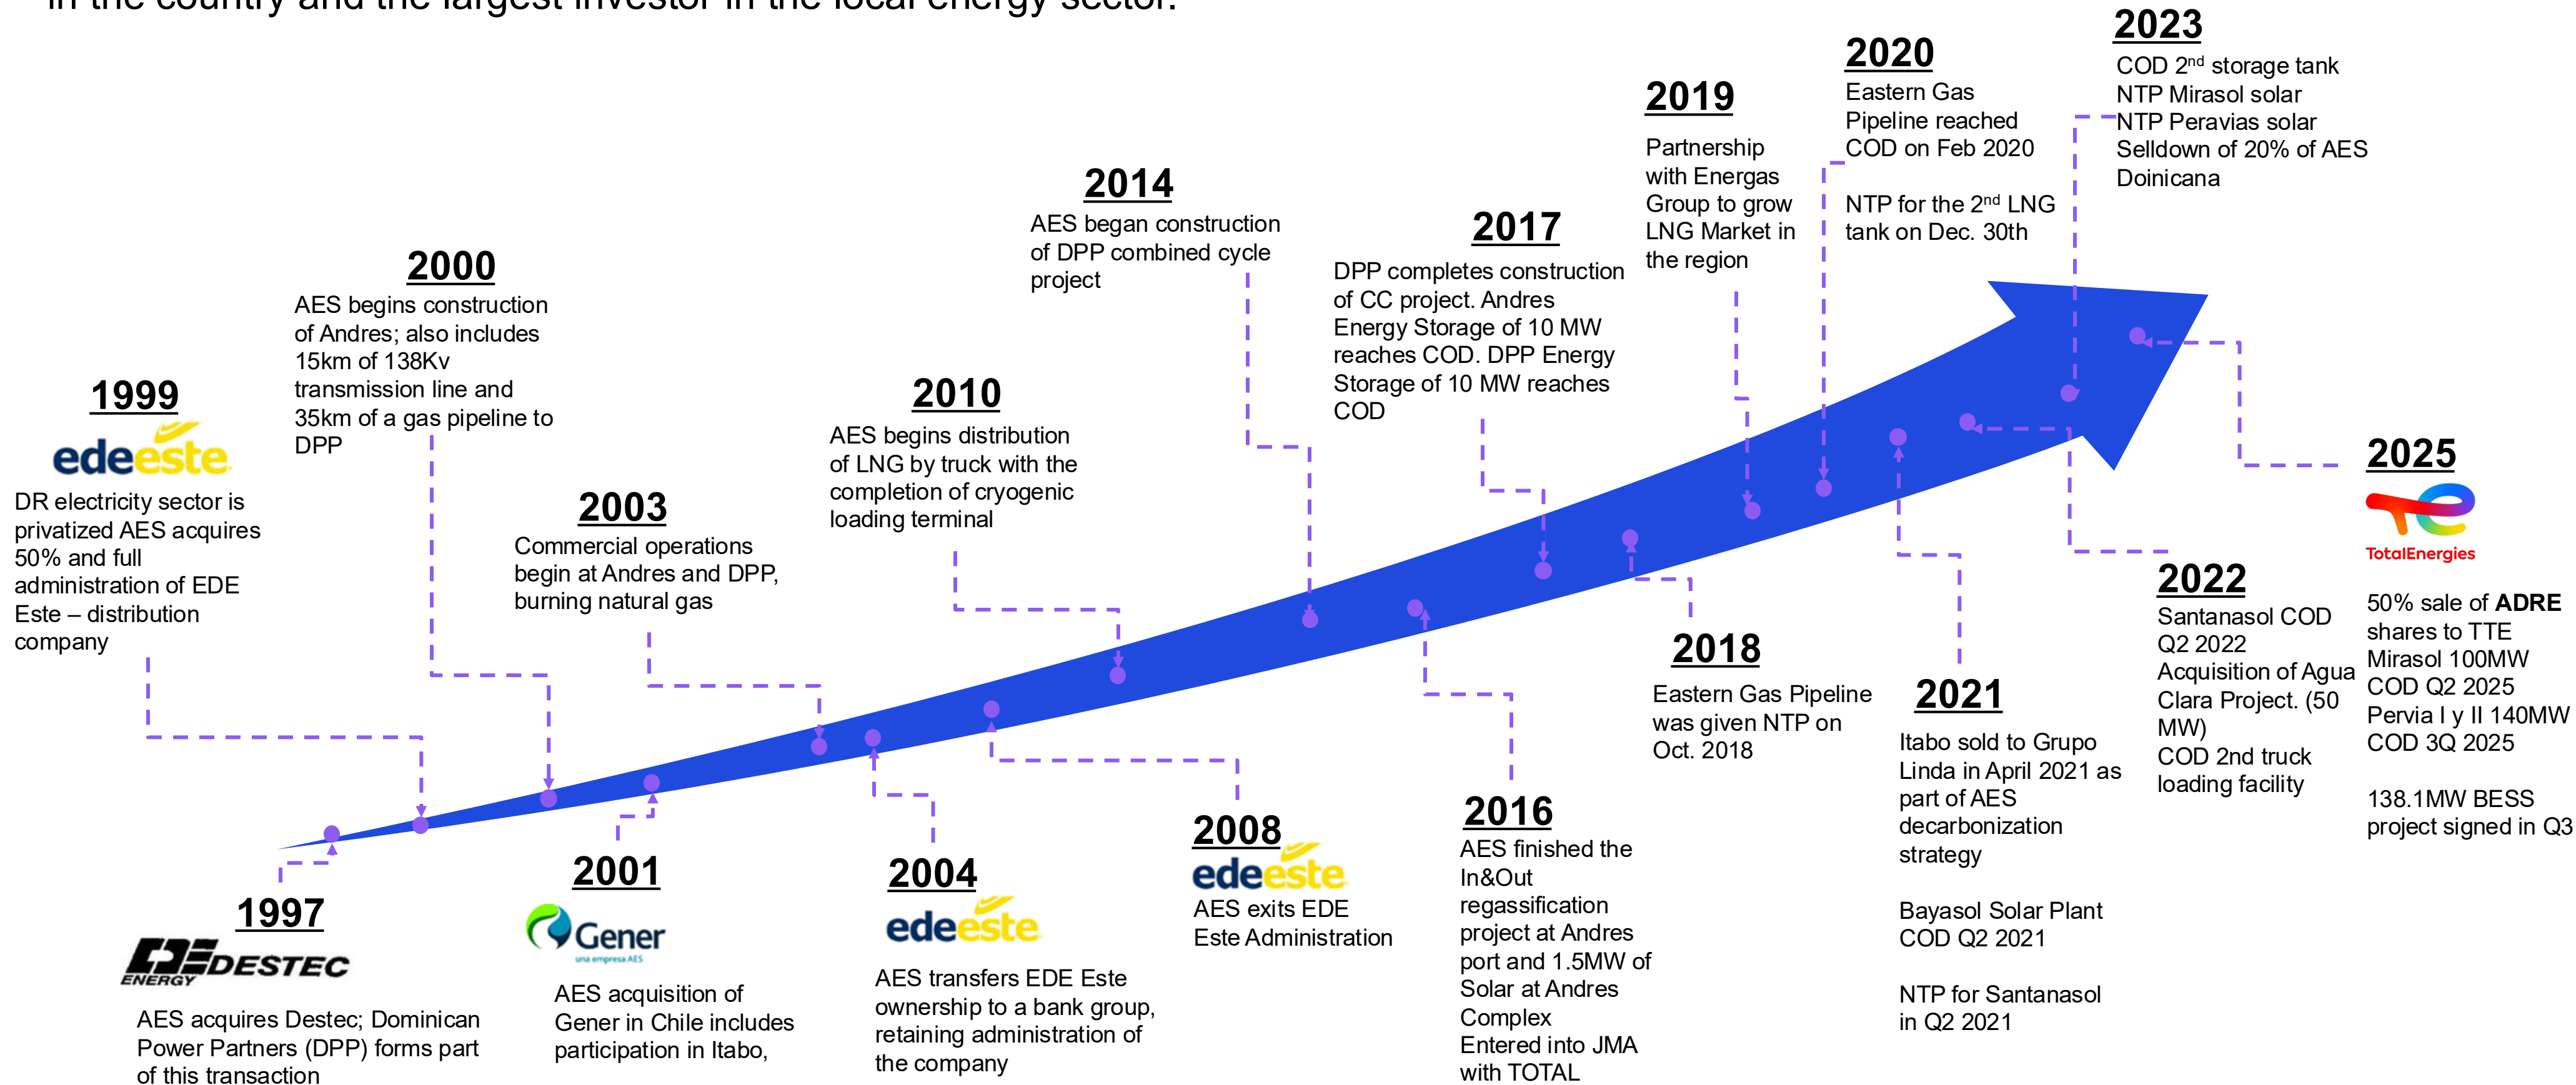 in the country and the largest investor in the local energy sector.
1997
DESTEC
ENERGY
AES acquires Destec; Dominican
Power Partners (DPP) forms part
of this transaction
1999
edeeste
DR electricity sector is
privatized AES acquires
50% and full
administration of EDE
Este – distribution
company
2000
AES begins construction
of Andres; also includes
15km of 138Kv
transmission line and
35km of a gas pipeline to
DPP
2001
Gener
una empresa AES
AES acquisition of
Gener in Chile includes
participation in Itabo,
2003
Commercial operations
begin at Andres and DPP,
burning natural gas
2004
edeeste
AES transfers EDE Este
ownership to a bank group,
retaining administration of
the company
2008
edeeste
AES exits EDE
Este Administration
2010
AES begins distribution
of LNG by truck with the
completion of cryogenic
loading terminal
2014
AES began construction
of DPP combined cycle
project
2016
AES finished the
In&Out
regassification
project at Andres
port and 1.5MW of
Solar at Andres
Complex
Entered into JMA
with TOTAL
2017
DPP completes construction
of CC project. Andres
Energy Storage of 10 MW
reaches COD. DPP Energy
Storage of 10 MW reaches
COD
2018
Eastern Gas Pipeline
was given NTP on
Oct. 2018
2019
Partnership
with Energas
Group to grow
LNG Market in
the region
2020
Eastern Gas
Pipeline reached
COD on Feb 2020
NTP for the 2nd LNG
tank on Dec. 30th
2021
Itabo sold to Grupo
Linda in April 2021 as
part of AES
decarbonization
strategy
Bayasol Solar Plant
COD Q2 2021
NTP for Santanasol
in Q2 2021
2022
Santanasol COD
Q2 2022
Acquisition of Agua
Clara Project. (50
MW)
COD 2nd truck
loading facility
2023
COD 2nd storage tank
NTP Mirasol solar
NTP Peravias solar
Selldown of 20% of AES
Doinicana
2025
TotalEnergies
50% sale of ADRE
shares to TTE
Mirasol 100MW
COD Q2 2025
Pervia I y II 140MW
COD 3Q 2025
138.1MW BESS
project signed in Q3